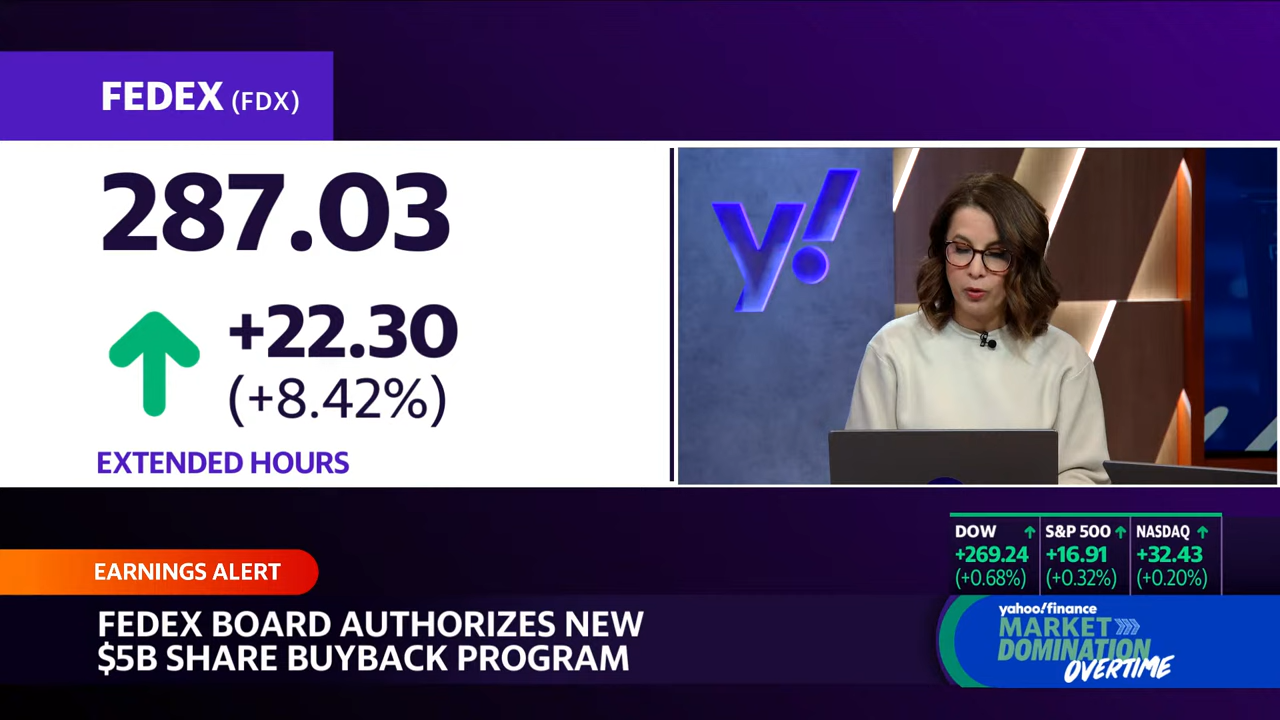 FEDEX (FDX)
287.03
+22.30
(+8.42%)
EXTENDED HOURS
y!
EARNINGS ALERT
FEDEX BOARD AUTHORIZES NEW
$5B SHARE BUYBACK PROGRAM
DOW S&P 500 NASDAQ
+269.24 +16.91 +32.43
(+0.68%) (+0.32%) (+0.20%)
yahoo!finance
MARKET
DOMINATION
OVERTIME